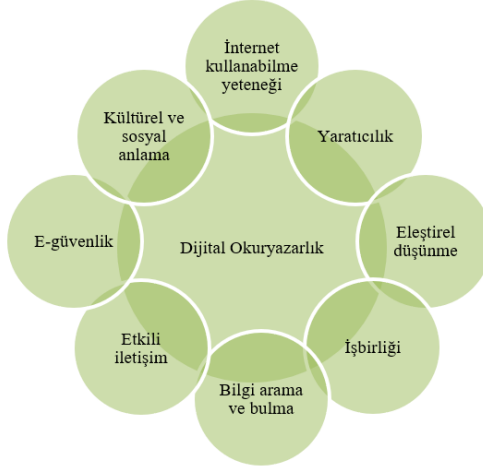 İnternet
kullanabilme
yeteneği
Yaratıcılık
Eleştirel
düşünme
İşbirliği
Bilgi arama
ve bulma
Etkili
iletişim
E-güvenlik
Kültürel ve
sosyal
anlama
Dijital Okuryazarlık